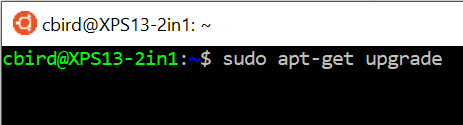 cbird@XPS13-2in1: ~
cbird@XPS13-2in1:~$ sudo apt-get upgrade